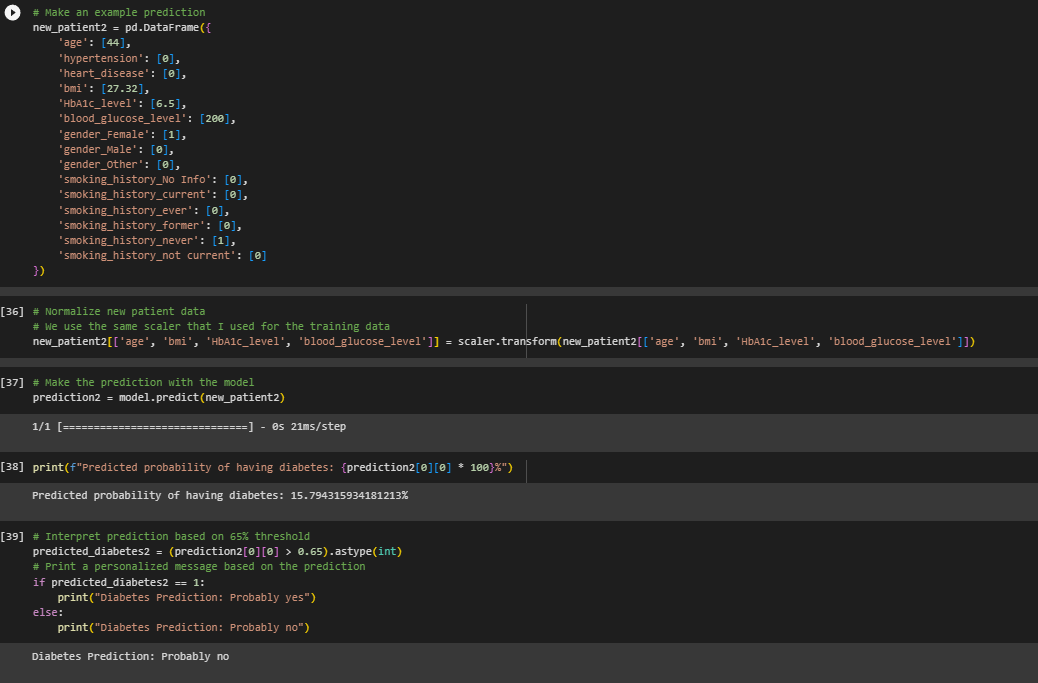 # Make an example prediction
new_patient2 = pd.DataFrame({
    'age': [44],
    'hypertension': [0],
    'heart_disease': [0],
    'bmi': [27.32],
    'HbA1c_level': [6.5],
    'blood_glucose_level': [200],
    'gender_Female': [1],
    'gender_Male': [0],
    'gender_Other': [0],
    'smoking_history_No Info': [0],
    'smoking_history_current': [0],
    'smoking_history_ever': [0],
    'smoking_history_former': [0],
    'smoking_history_never': [1],
    'smoking_history_not current': [0]
})
[36] # Normalize new patient data
# We use the same scaler that I used for the training data
new_patient2[['age', 'bmi', 'HbA1c_level', 'blood_glucose_level']] = scaler.transform(new_patient2[['age', 'bmi', 'HbA1c_level', 'blood_glucose_level']])
[37] # Make the prediction with the model
prediction2 = model.predict(new_patient2)
1/1 [==============================] - 0s 21ms/step
[38] print(f"Predicted probability of having diabetes: {prediction2[0][0] * 100}%")
Predicted probability of having diabetes: 15.794315934181213%
[39] # Interpret prediction based on 65% threshold
predicted_diabetes2 = (prediction2[0][0] > 0.65).astype(int)
# Print a personalized message based on the prediction
if predicted_diabetes2 == 1:
    print("Diabetes Prediction: Probably yes")
else:
    print("Diabetes Prediction: Probably no")
Diabetes Prediction: Probably no